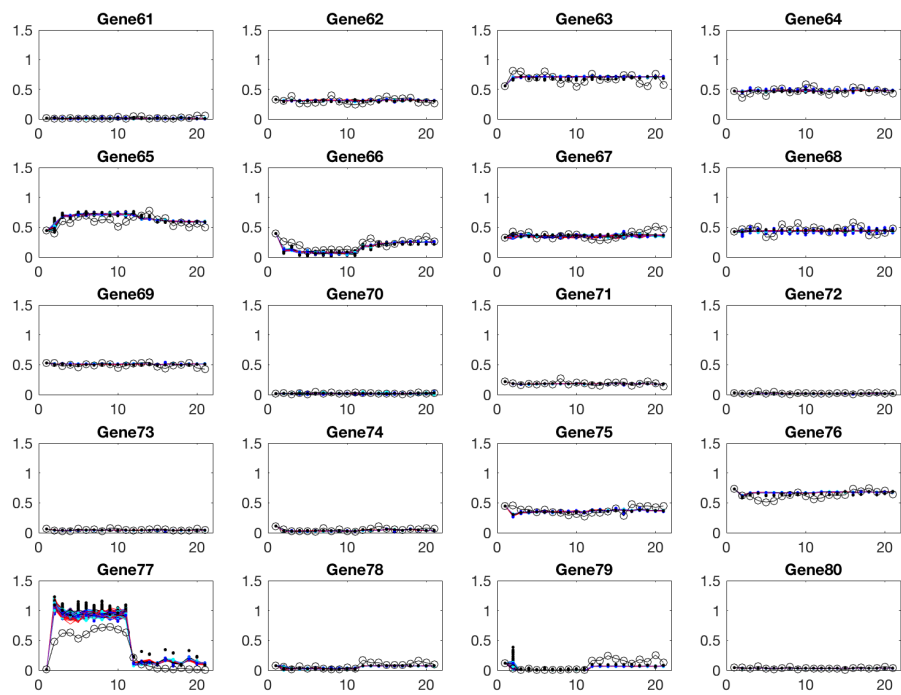 Gene61 Gene62 Gene63 Gene64
1.5 1.5 1.5 1.5
1 1 1 1
0.5 0.5 0.5 0.5
0 0 0 0
0 10 20 0 10 20 0 10 20 0 10 20
Gene65 Gene66 Gene67 Gene68
1.5 1.5 1.5 1.5
1 1 1 1
0.5 0.5 0.5 0.5
0 0 0 0
0 10 20 0 10 20 0 10 20 0 10 20
Gene69 Gene70 Gene71 Gene72
1.5 1.5 1.5 1.5
1 1 1 1
0.5 0.5 0.5 0.5
0 0 0 0
0 10 20 0 10 20 0 10 20 0 10 20
Gene73 Gene74 Gene75 Gene76
1.5 1.5 1.5 1.5
1 1 1 1
0.5 0.5 0.5 0.5
0 0 0 0
0 10 20 0 10 20 0 10 20 0 10 20
Gene77 Gene78 Gene79 Gene80
1.5 1.5 1.5 1.5
1 1 1 1
0.5 0.5 0.5 0.5
0 0 0 0
0 10 20 0 10 20 0 10 20 0 10 20